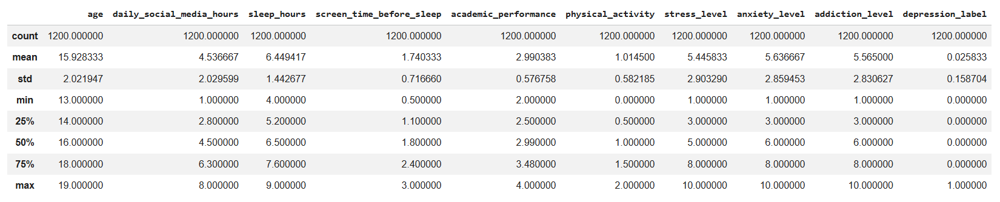 age daily_social_media_hours sleep_hours screen_time_before_sleep academic_performance physical_activity stress_level anxiety_level addiction_level depression_label
count 1200.000000 1200.000000 1200.000000 1200.000000 1200.000000 1200.000000 1200.000000 1200.000000 1200.000000 1200.000000
mean 15.928333 4.536667 6.449417 1.740333 2.990383 1.014500 5.445833 5.636667 5.565000 0.025833
std 2.021947 2.029599 1.442677 0.716660 0.576758 0.582185 2.903290 2.859453 2.830627 0.158704
min 13.000000 1.000000 4.000000 0.500000 2.000000 0.000000 1.000000 1.000000 1.000000 0.000000
25% 14.000000 2.800000 5.200000 1.100000 2.500000 0.500000 3.000000 3.000000 3.000000 0.000000
50% 16.000000 4.500000 6.500000 1.800000 2.990000 1.000000 5.000000 6.000000 6.000000 0.000000
75% 18.000000 6.300000 7.600000 2.400000 3.480000 1.500000 8.000000 8.000000 8.000000 0.000000
max 19.000000 8.000000 9.000000 3.000000 4.000000 2.000000 10.000000 10.000000 10.000000 1.000000